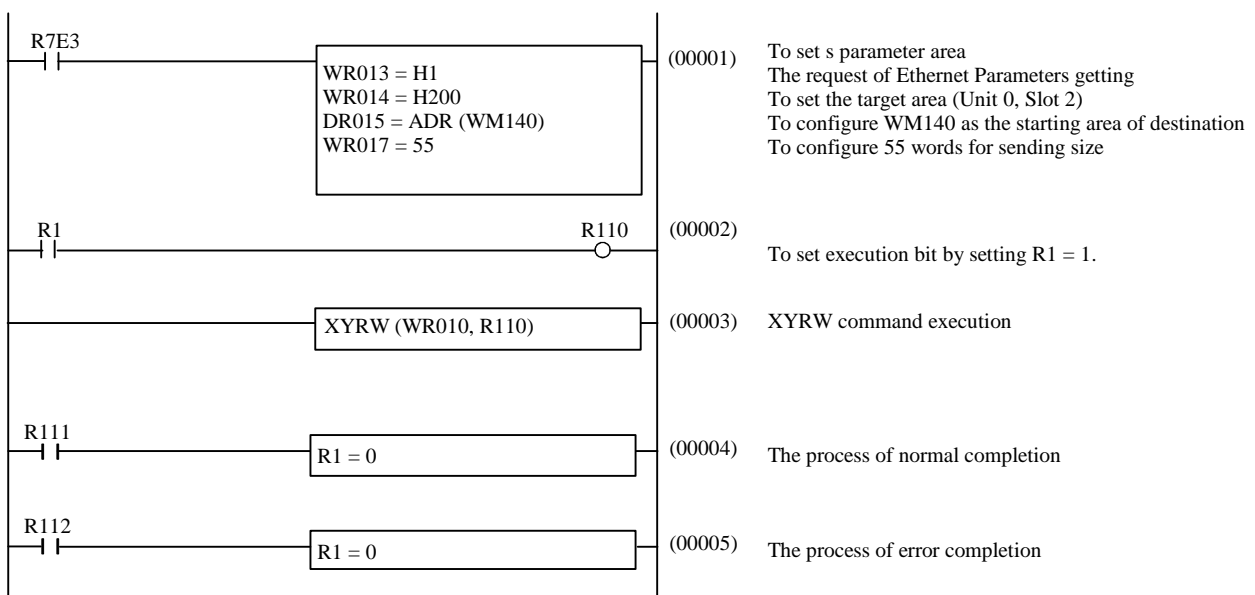 R7E3
WR013 = H1
WR014 = H200
DR015 = ADR (WM140)
WR017 = 55
(00001)
To set s parameter area
The request of Ethernet Parameters getting
To set the target area (Unit 0, Slot 2)
To configure WM140 as the starting area of destination
To configure 55 words for sending size
R1
R110
(00002)
To set execution bit by setting R1 = 1.
XYRW (WR010, R110)
(00003)
XYRW command execution
R111
R1 = 0
(00004)
The process of normal completion
R112
R1 = 0
(00005)
The process of error completion